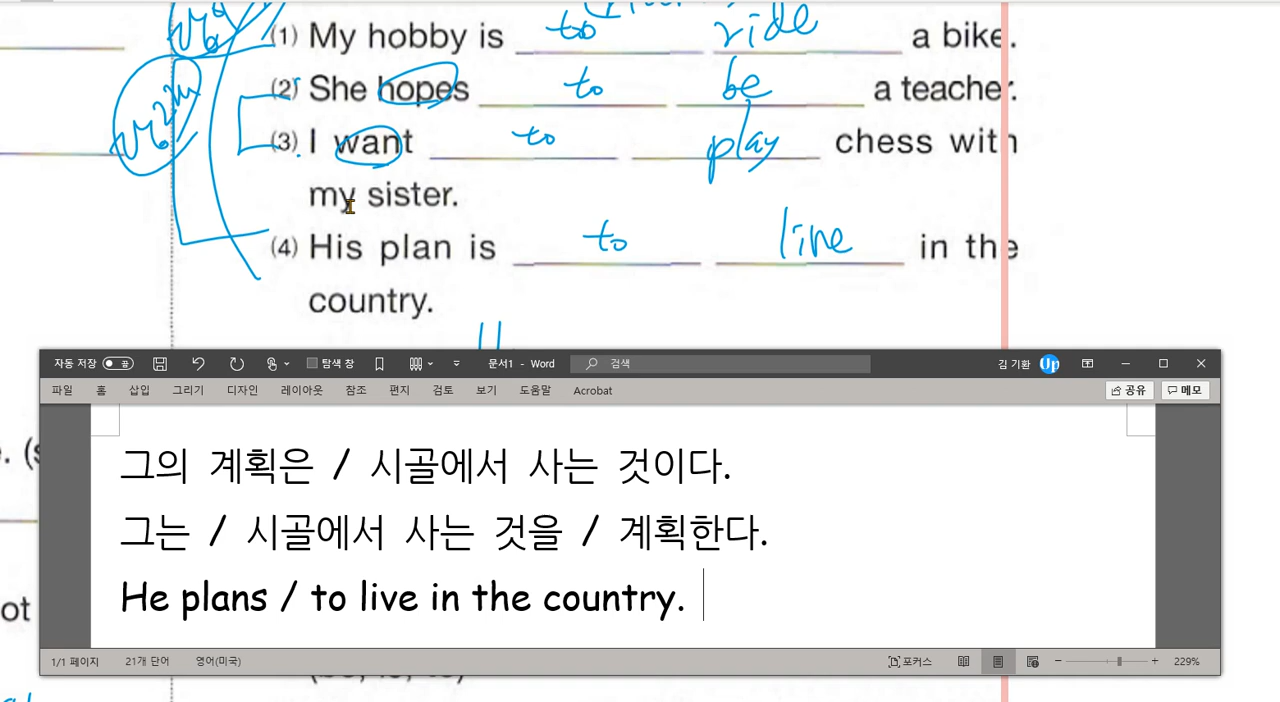 (1) My hobby is to ride a bike.
(2) She hopes to be a teacher.
(3) I want to play chess with
my sister.
(4) His plan is to live in the
country.
자동 저장 끔 탐색 창 문서1 - Word 검색 김 기환 Up
파일 홈 삽입 그리기 디자인 레이아웃 참조 편지 검토 보기 도움말 Acrobat 공유 메모
그의 계획은 / 시골에서 사는 것이다.
그는 / 시골에서 사는 것을 / 계획한다.
He plans / to live in the country.
1/1 페이지 21개 단어 영어(미국) 포커스 229%
ot